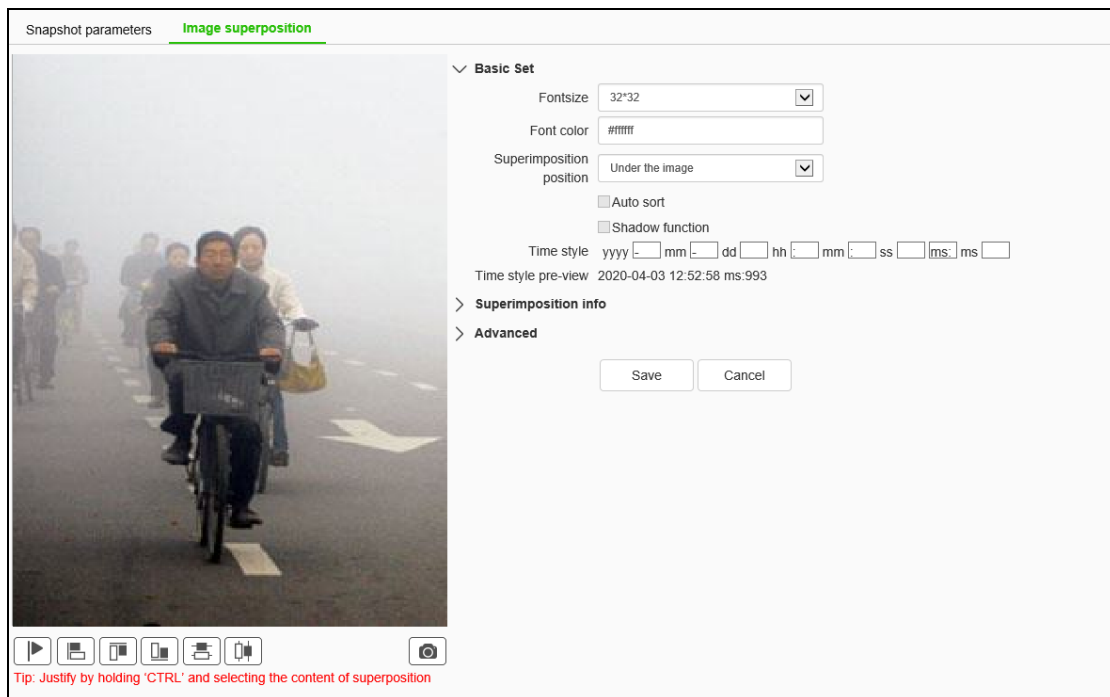 Snapshot parameters Image superposition
Basic Set
Fontsize 32*32
Font color #ffffff
Superimposition position Under the image
Auto sort
Shadow function
Time style yyyy - mm - dd hh : mm : ss ms: ms
Time style pre-view 2020-04-03 12:52:58 ms:993
Superimposition info
Advanced
Save Cancel
Tip: Justify by holding 'CTRL' and selecting the content of superposition